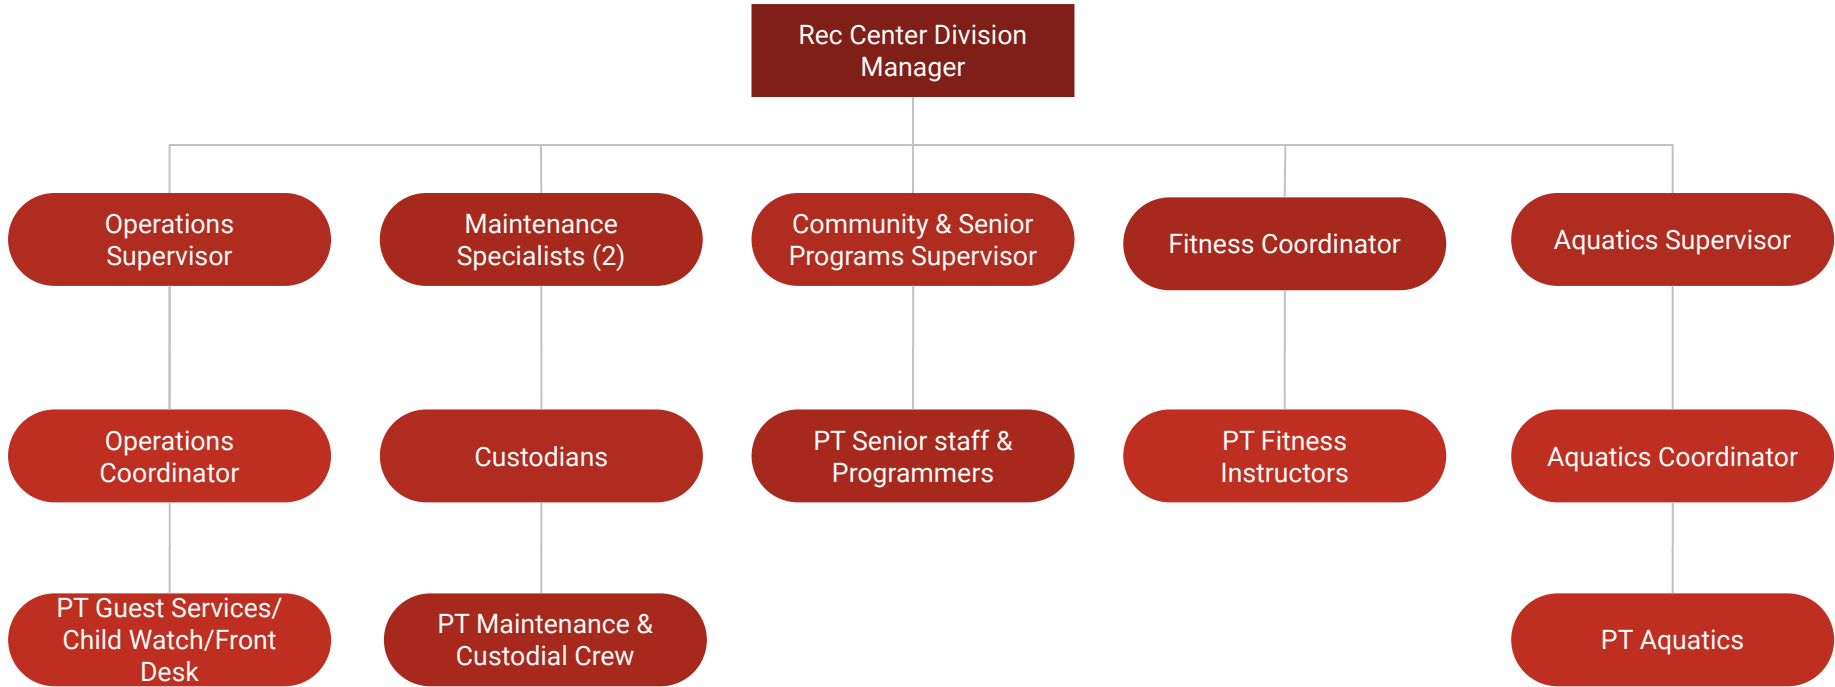 Rec Center Division
Manager
Operations
Supervisor
Maintenance
Specialists (2)
Community & Senior
Programs Supervisor
Fitness Coordinator
Aquatics Supervisor
Operations
Coordinator
Custodians
PT Senior staff &
Programmers
PT Fitness
Instructors
Aquatics Coordinator
PT Guest Services/
Child Watch/Front
Desk
PT Maintenance &
Custodial Crew
PT Aquatics